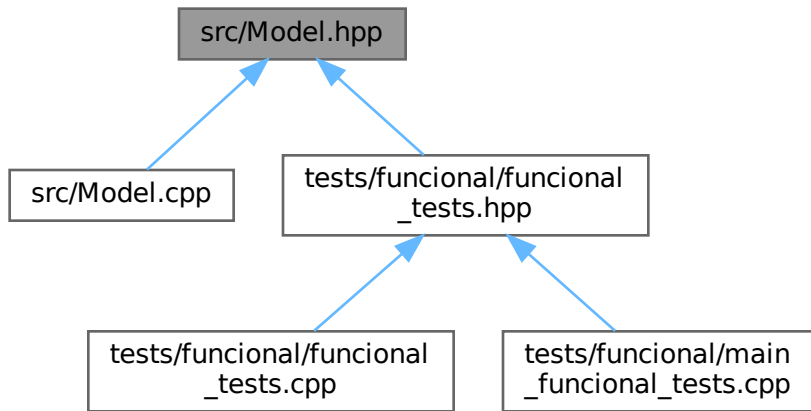 src/Model.hpp
src/Model.cpp
tests/funcional/funcional
_tests.hpp
tests/funcional/funcional
_tests.cpp
tests/funcional/main
_funcional_tests.cpp